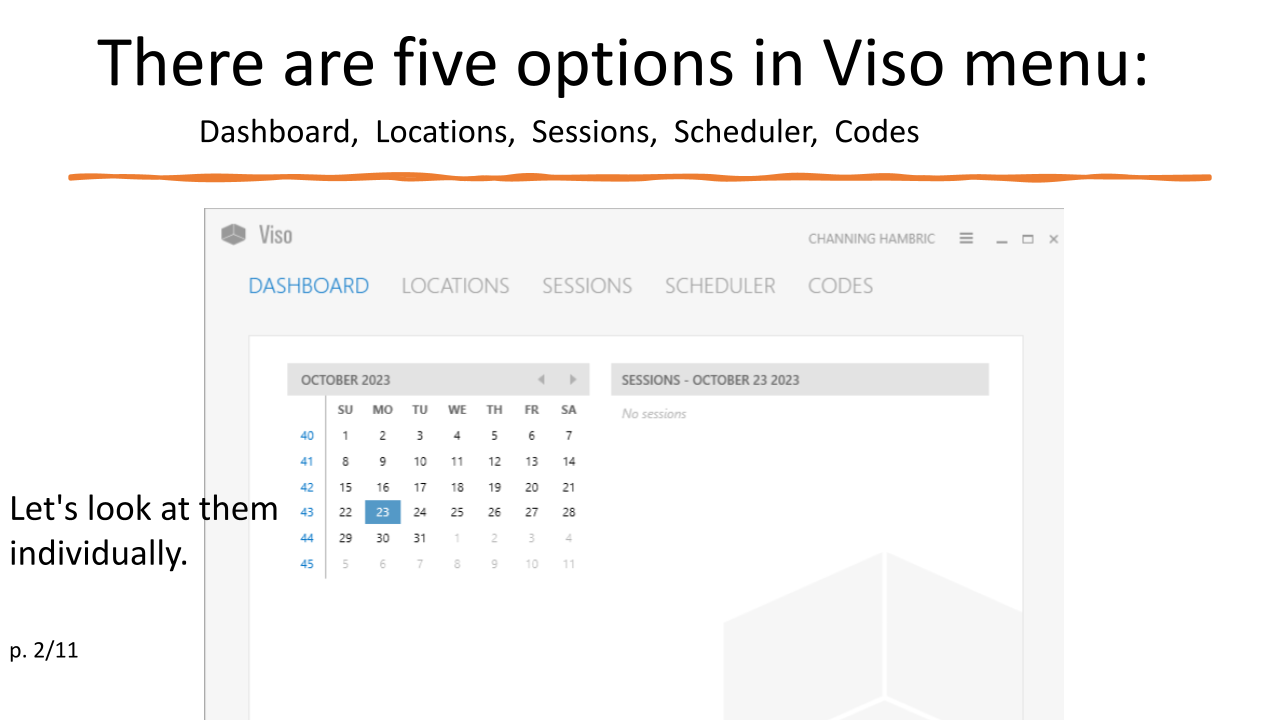 There are five options in Viso menu:
Dashboard, Locations, Sessions, Scheduler, Codes
Viso
CHANNING HAMBRIC
DASHBOARD LOCATIONS SESSIONS SCHEDULER CODES
OCTOBER 2023
SU MO TU WE TH FR SA
40 1 2 3 4 5 6 7
41 8 9 10 11 12 13 14
42 15 16 17 18 19 20 21
43 22 23 24 25 26 27 28
44 29 30 31 1 2 3 4
45 5 6 7 8 9 10 11
SESSIONS - OCTOBER 23 2023
No sessions
Let's look at them
individually.
p. 2/11